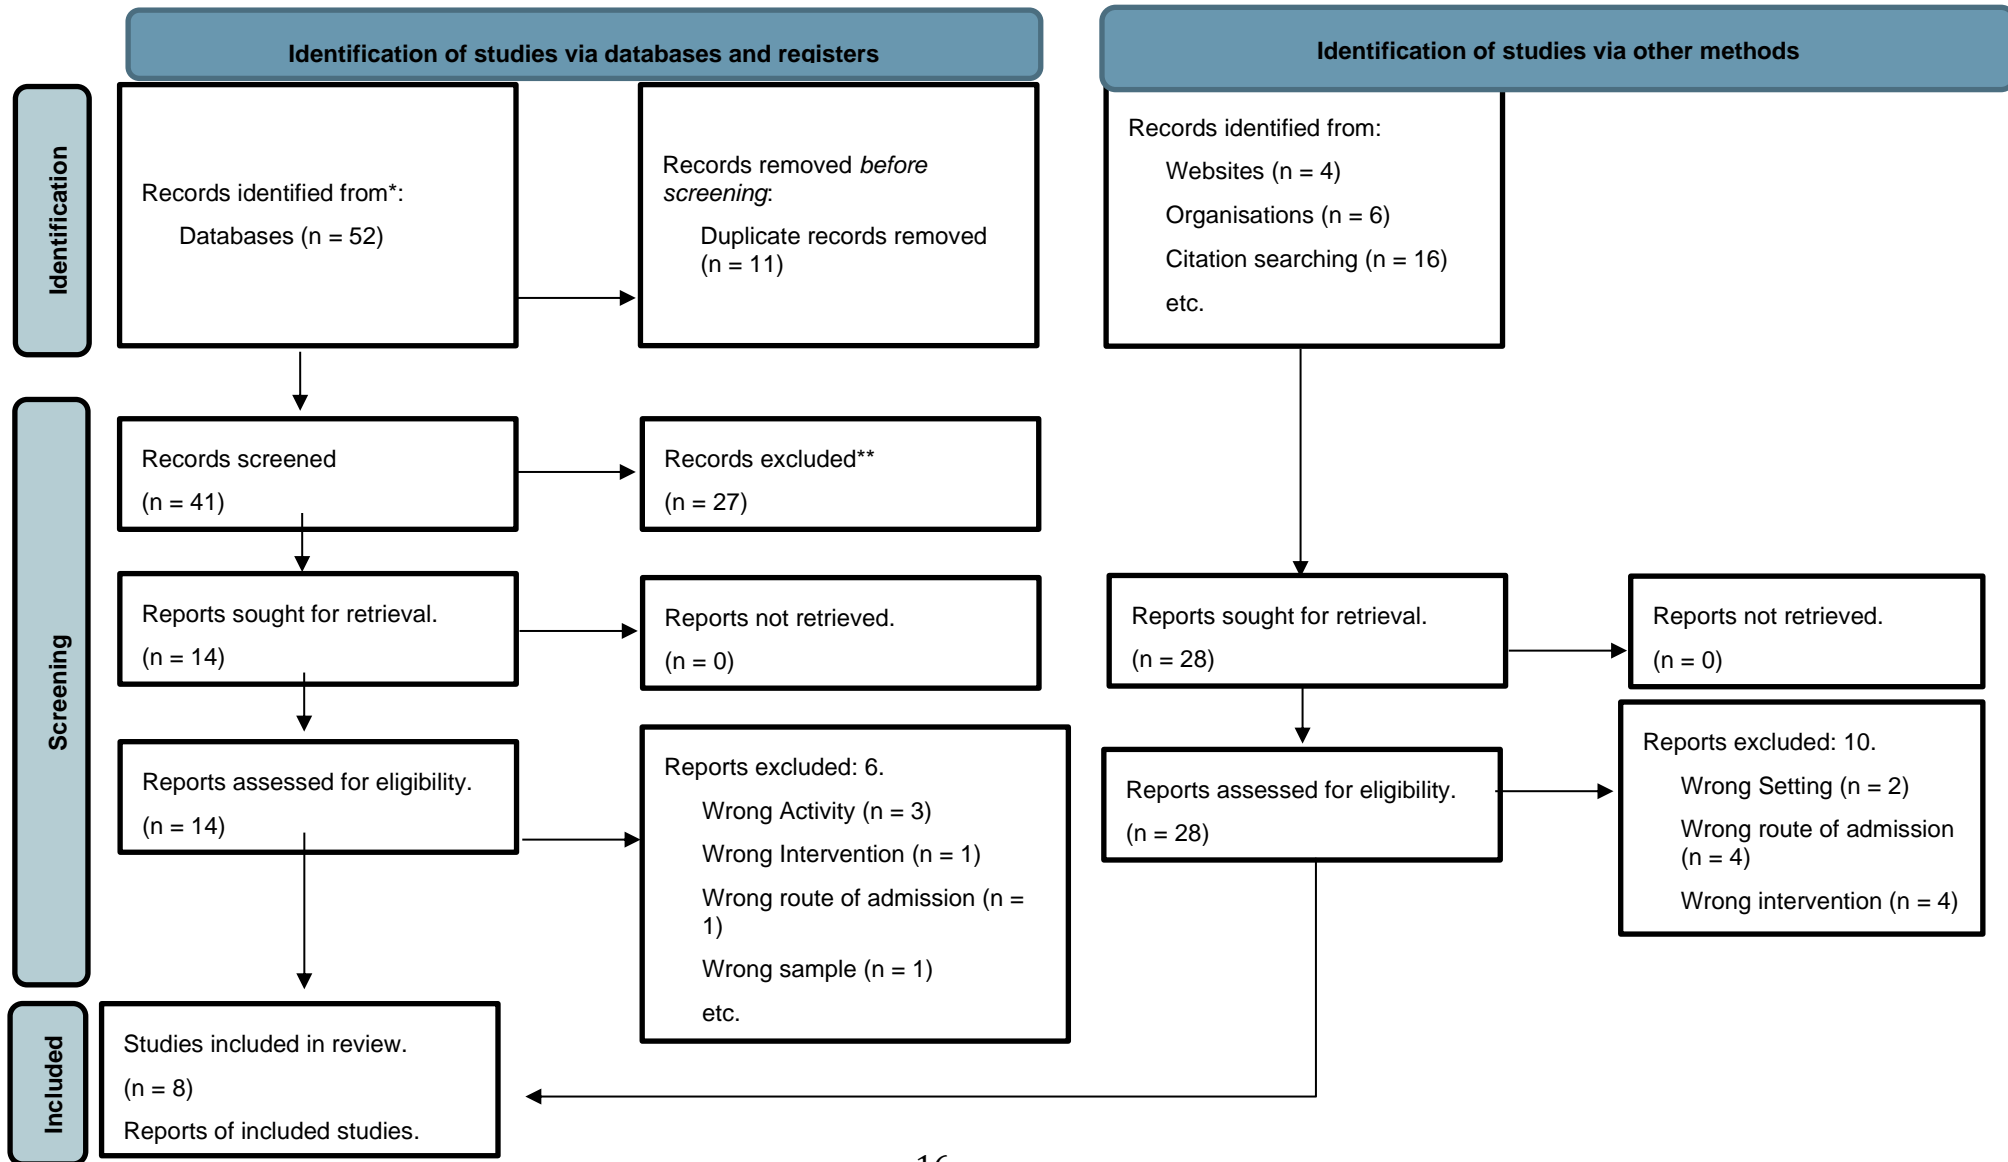 Identification of studies via databases and registers
Identification of studies via other methods
Identification
Records identified from*:
Databases (n = 52)
Records removed before
screening:
Duplicate records removed
(n = 11)
Records identified from:
Websites (n = 4)
Organisations (n = 6)
Citation searching (n = 16)
etc.
Screening
Records screened
(n = 41)
Records excluded**
(n = 27)
Reports sought for retrieval.
(n = 14)
Reports not retrieved.
(n = 0)
Reports sought for retrieval.
(n = 28)
Reports not retrieved.
(n = 0)
Reports assessed for eligibility.
(n = 14)
Reports excluded: 6.
Wrong Activity (n = 3)
Wrong Intervention (n = 1)
Wrong route of admission (n =
1)
Wrong sample (n = 1)
etc.
Reports assessed for eligibility.
(n = 28)
Reports excluded: 10.
Wrong Setting (n = 2)
Wrong route of admission
(n = 4)
Wrong intervention (n = 4)
Included
Studies included in review.
(n = 8)
Reports of included studies.
16